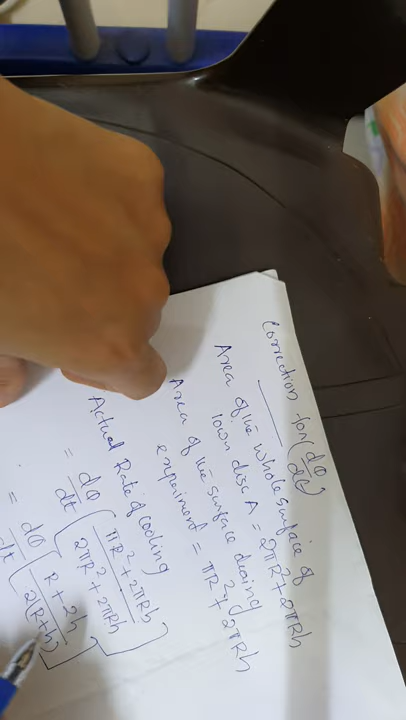 Correction for (dθ/dt)
Area of the whole surface of
lower disc A = 2πR² + 2πRh
Area of the surface during
experiment = πR² + 2πRh
Actual Rate of cooling
= dθ/dt (πR² + 2πRh / 2πR² + 2πRh)
= dθ/dt (R + 2h / 2(R+h))